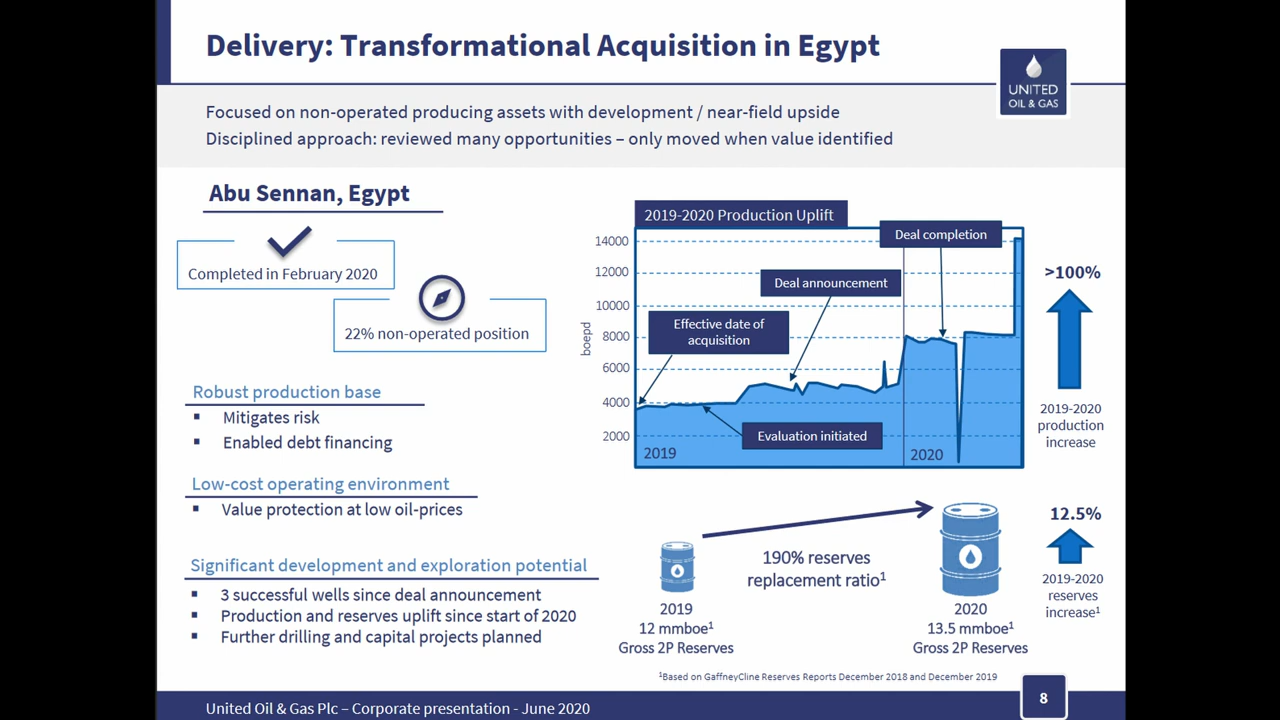 Delivery: Transformational Acquisition in Egypt
UNITED
OIL & GAS
Focused on non-operated producing assets with development / near-field upside
Disciplined approach: reviewed many opportunities – only moved when value identified
Abu Sennan, Egypt
Completed in February 2020
22% non-operated position
Robust production base
▪ Mitigates risk
▪ Enabled debt financing
Low-cost operating environment
▪ Value protection at low oil-prices
Significant development and exploration potential
▪ 3 successful wells since deal announcement
▪ Production and reserves uplift since start of 2020
▪ Further drilling and capital projects planned
2019-2020 Production Uplift
Deal completion
Deal announcement
Effective date of
acquisition
Evaluation initiated
14000
12000
10000
8000
6000
4000
2000
boepd
2019
2020
>100%
2019-2020
production
increase
190% reserves
replacement ratio¹
2019
12 mmboe¹
Gross 2P Reserves
2020
13.5 mmboe¹
Gross 2P Reserves
12.5%
2019-2020
reserves
increase¹
¹Based on GaffneyCline Reserves Reports December 2018 and December 2019
United Oil & Gas Plc – Corporate presentation - June 2020
8